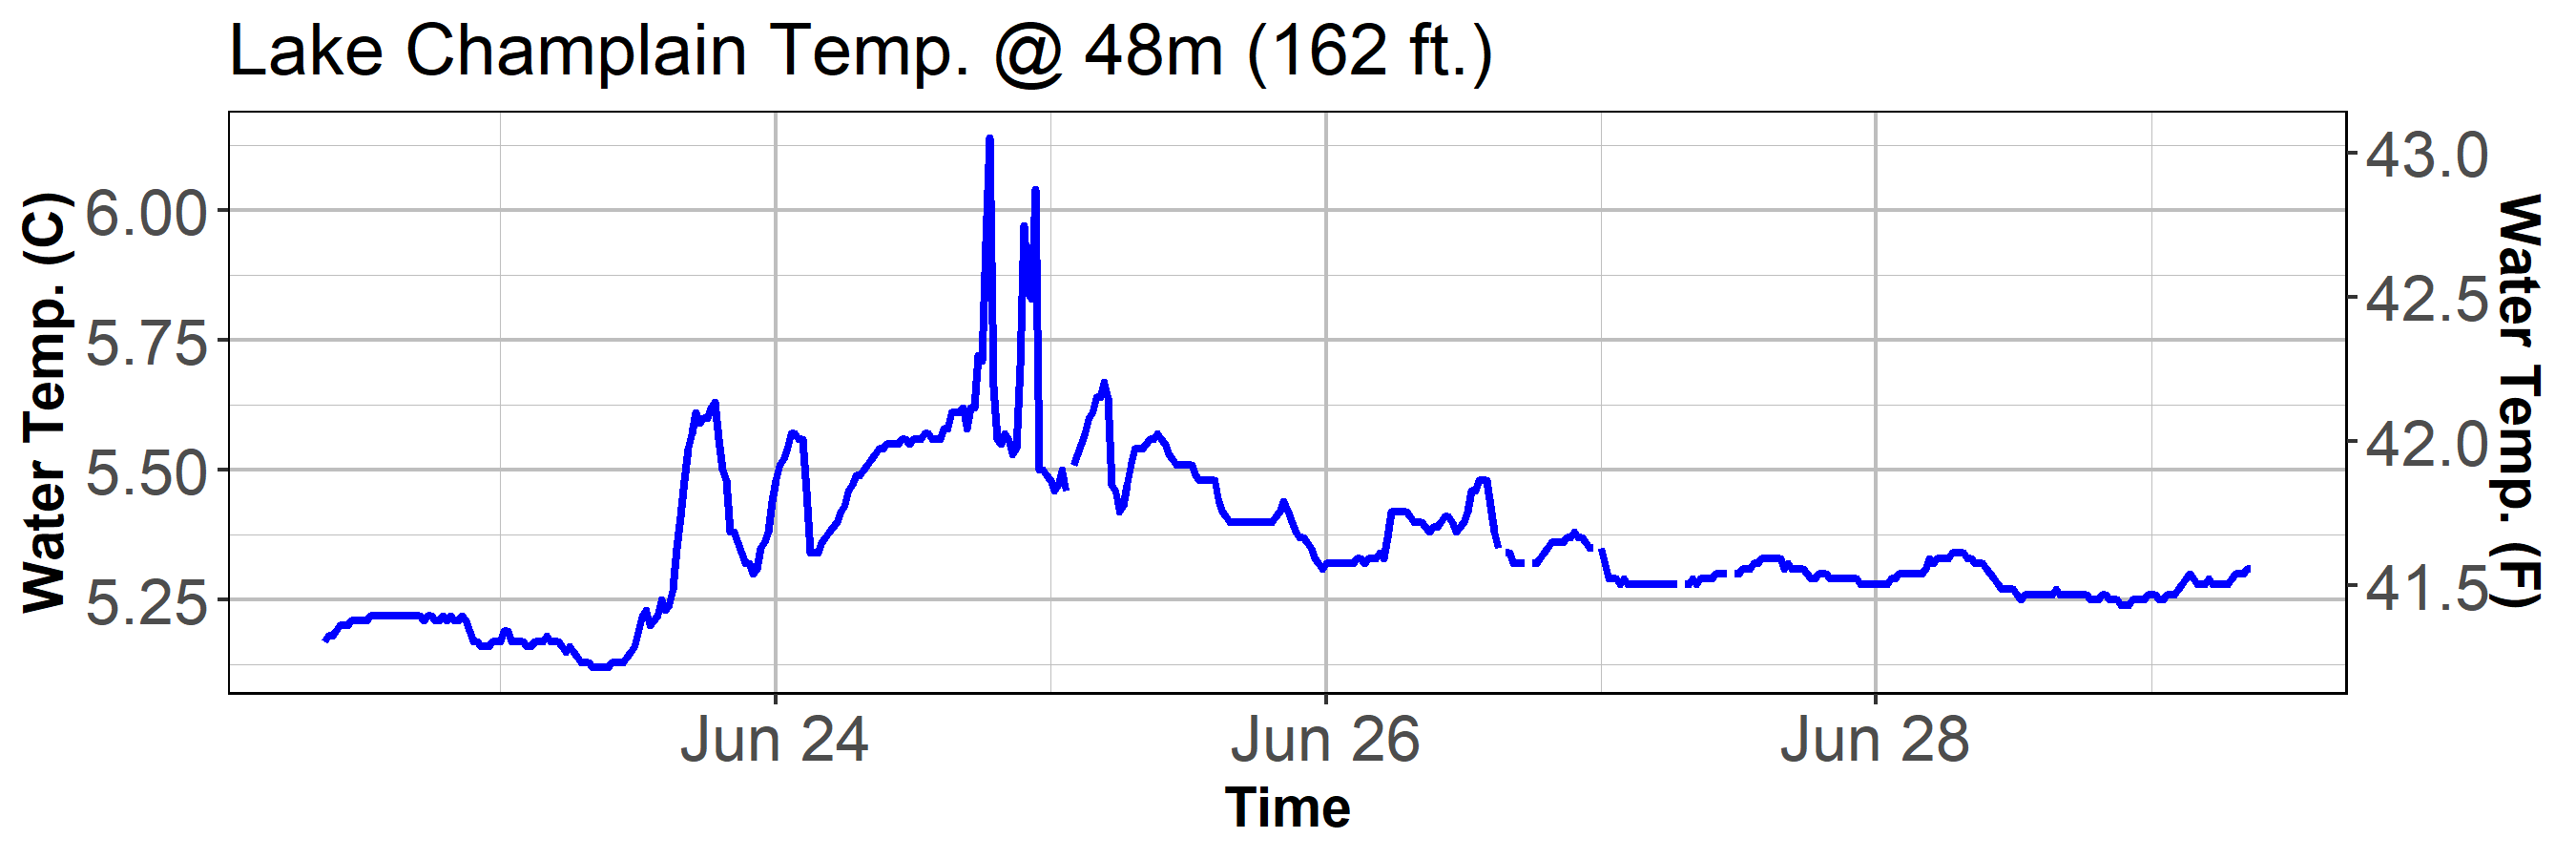 Lake Champlain Temp. @ 48m (162 ft.)
Water Temp. (C)
6.00
5.75
5.50
5.25
43.0
42.5
42.0
41.5
Water Temp. (F)
Jun 24 Jun 26 Jun 28
Time